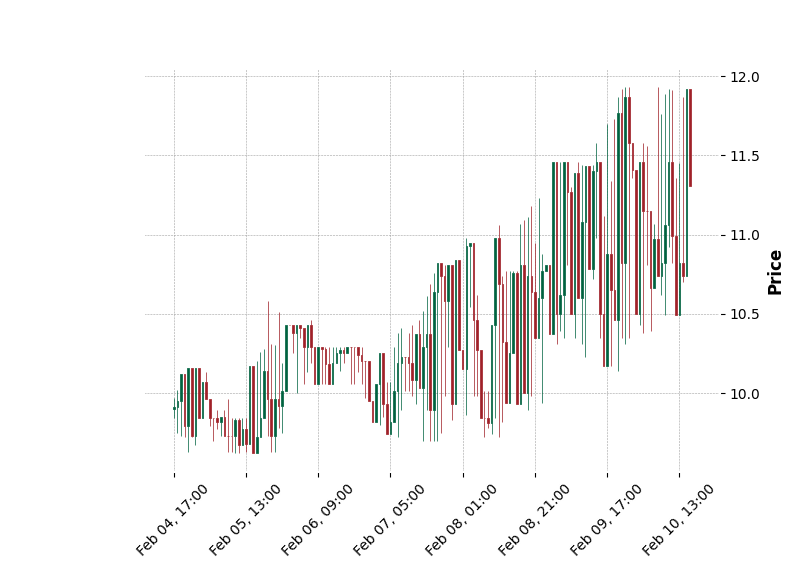 12.0
11.5
11.0
10.5
10.0
Price
Feb 04, 17:00
Feb 05, 13:00
Feb 06, 09:00
Feb 07, 05:00
Feb 08, 01:00
Feb 08, 21:00
Feb 09, 17:00
Feb 10, 13:00